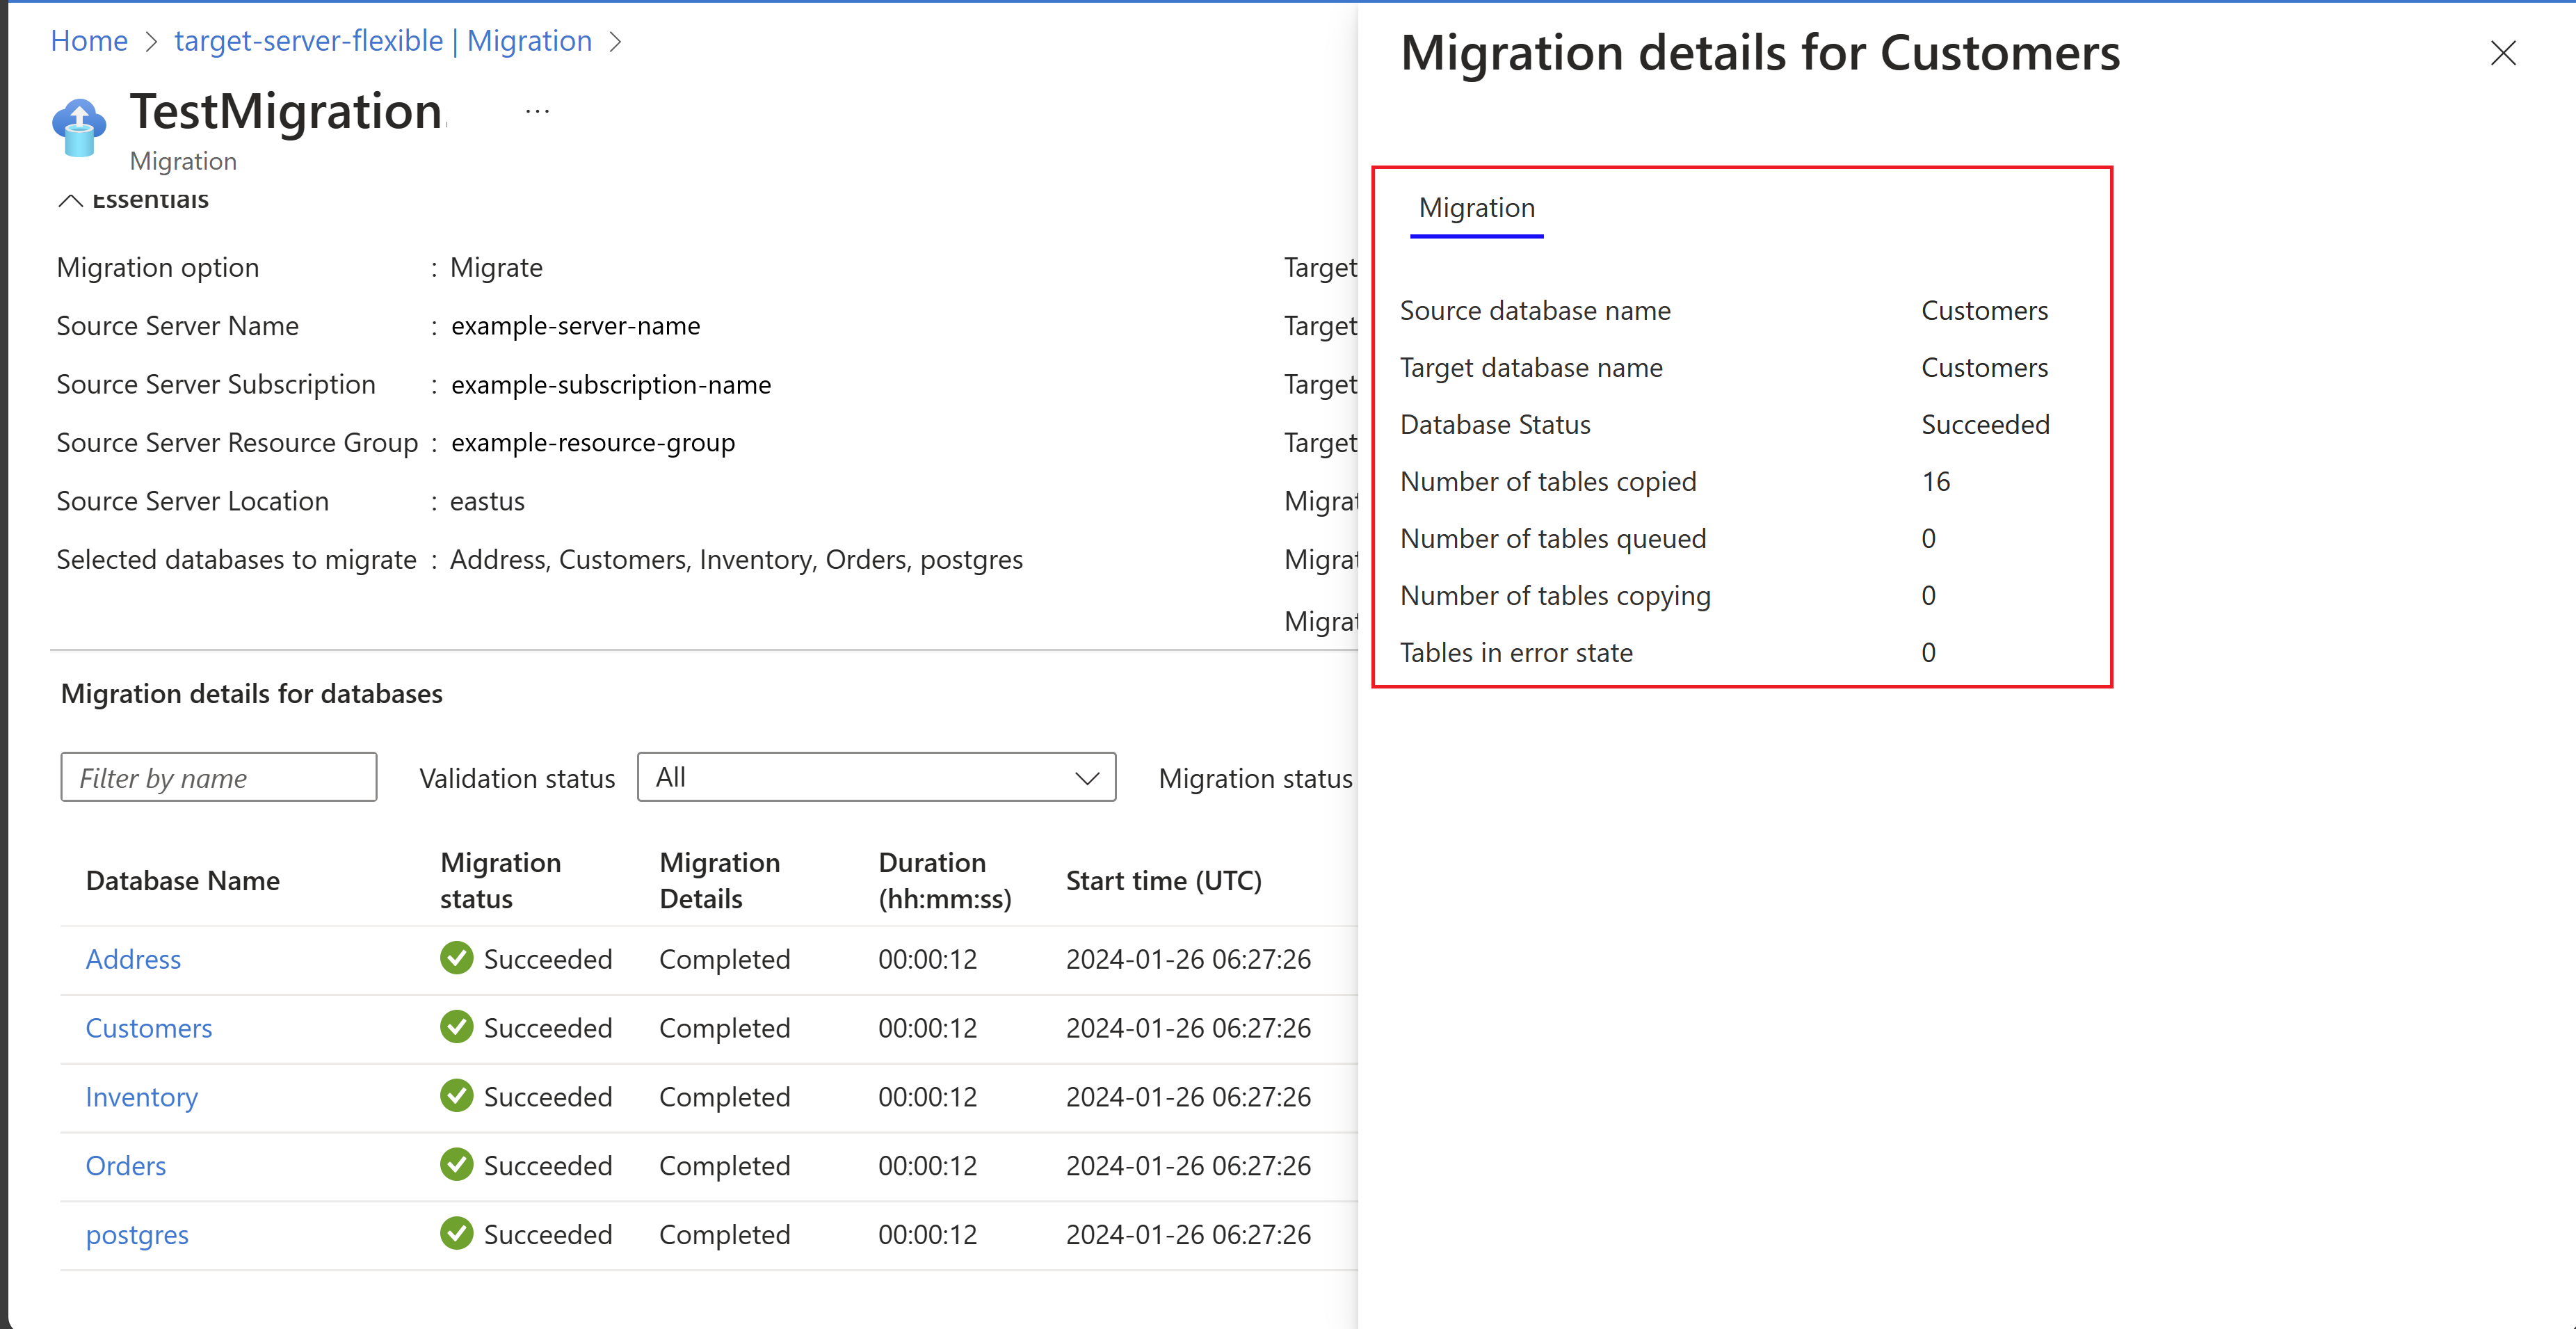 Home > target-server-flexible | Migration >
TestMigration ...
Migration
Essentials
Migration option : Migrate
Source Server Name : example-server-name
Source Server Subscription : example-subscription-name
Source Server Resource Group : example-resource-group
Source Server Location : eastus
Selected databases to migrate : Address, Customers, Inventory, Orders, postgres
Target
Target
Target
Target
Migrat
Migrat
Migrat
Migration details for databases
Filter by name Validation status All Migration status
Database Name Migration status Migration Details Duration (hh:mm:ss) Start time (UTC)
Address Succeeded Completed 00:00:12 2024-01-26 06:27:26
Customers Succeeded Completed 00:00:12 2024-01-26 06:27:26
Inventory Succeeded Completed 00:00:12 2024-01-26 06:27:26
Orders Succeeded Completed 00:00:12 2024-01-26 06:27:26
postgres Succeeded Completed 00:00:12 2024-01-26 06:27:26
Migration details for Customers
Migration
Source database name Customers
Target database name Customers
Database Status Succeeded
Number of tables copied 16
Number of tables queued 0
Number of tables copying 0
Tables in error state 0